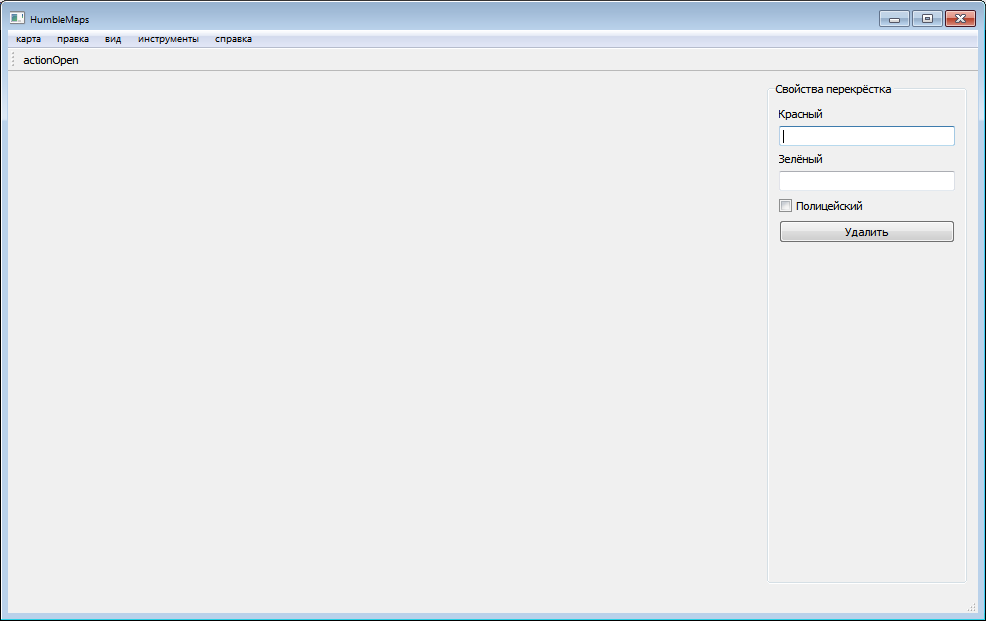 HumbleMaps
карта правка вид инструменты справка
actionOpen
Свойства перекрёстка
Красный
Зелёный
Полицейский
Удалить